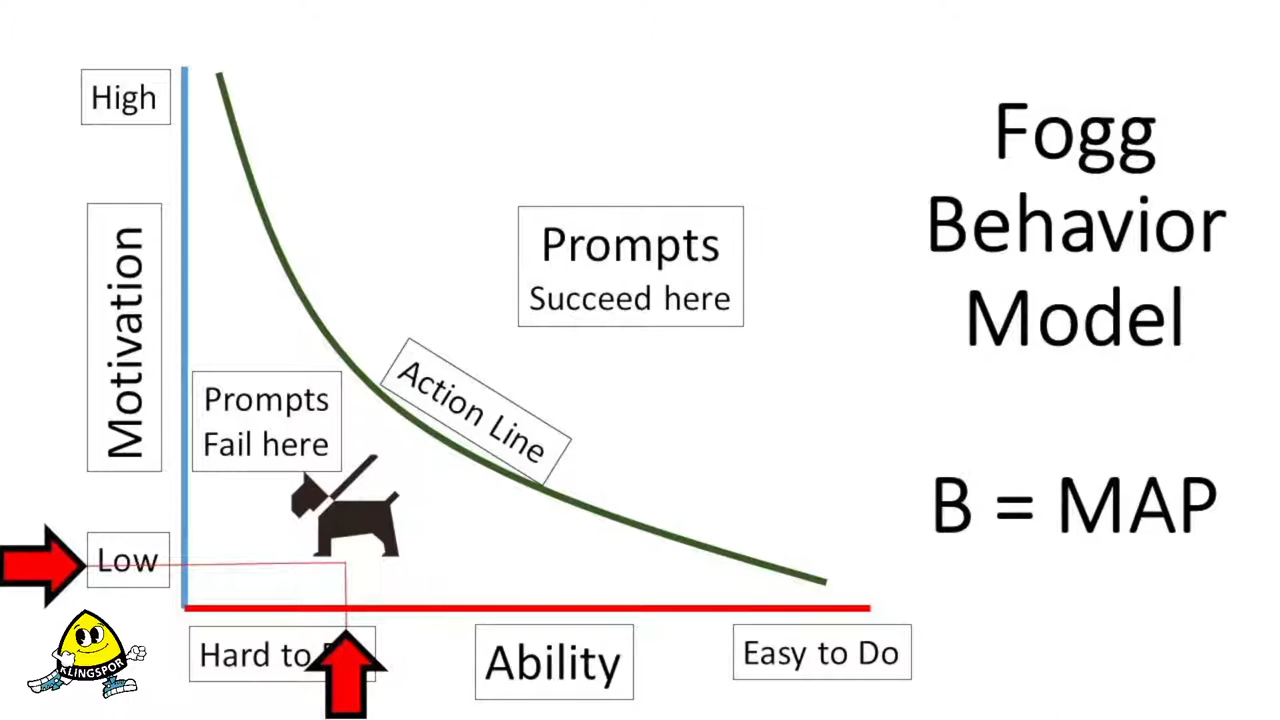 High
Motivation
Low
Prompts
Fail here
Prompts
Succeed here
Action Line
Hard to
Ability
Easy to Do
Fogg
Behavior
Model
B = MAP
KLINGSPOR